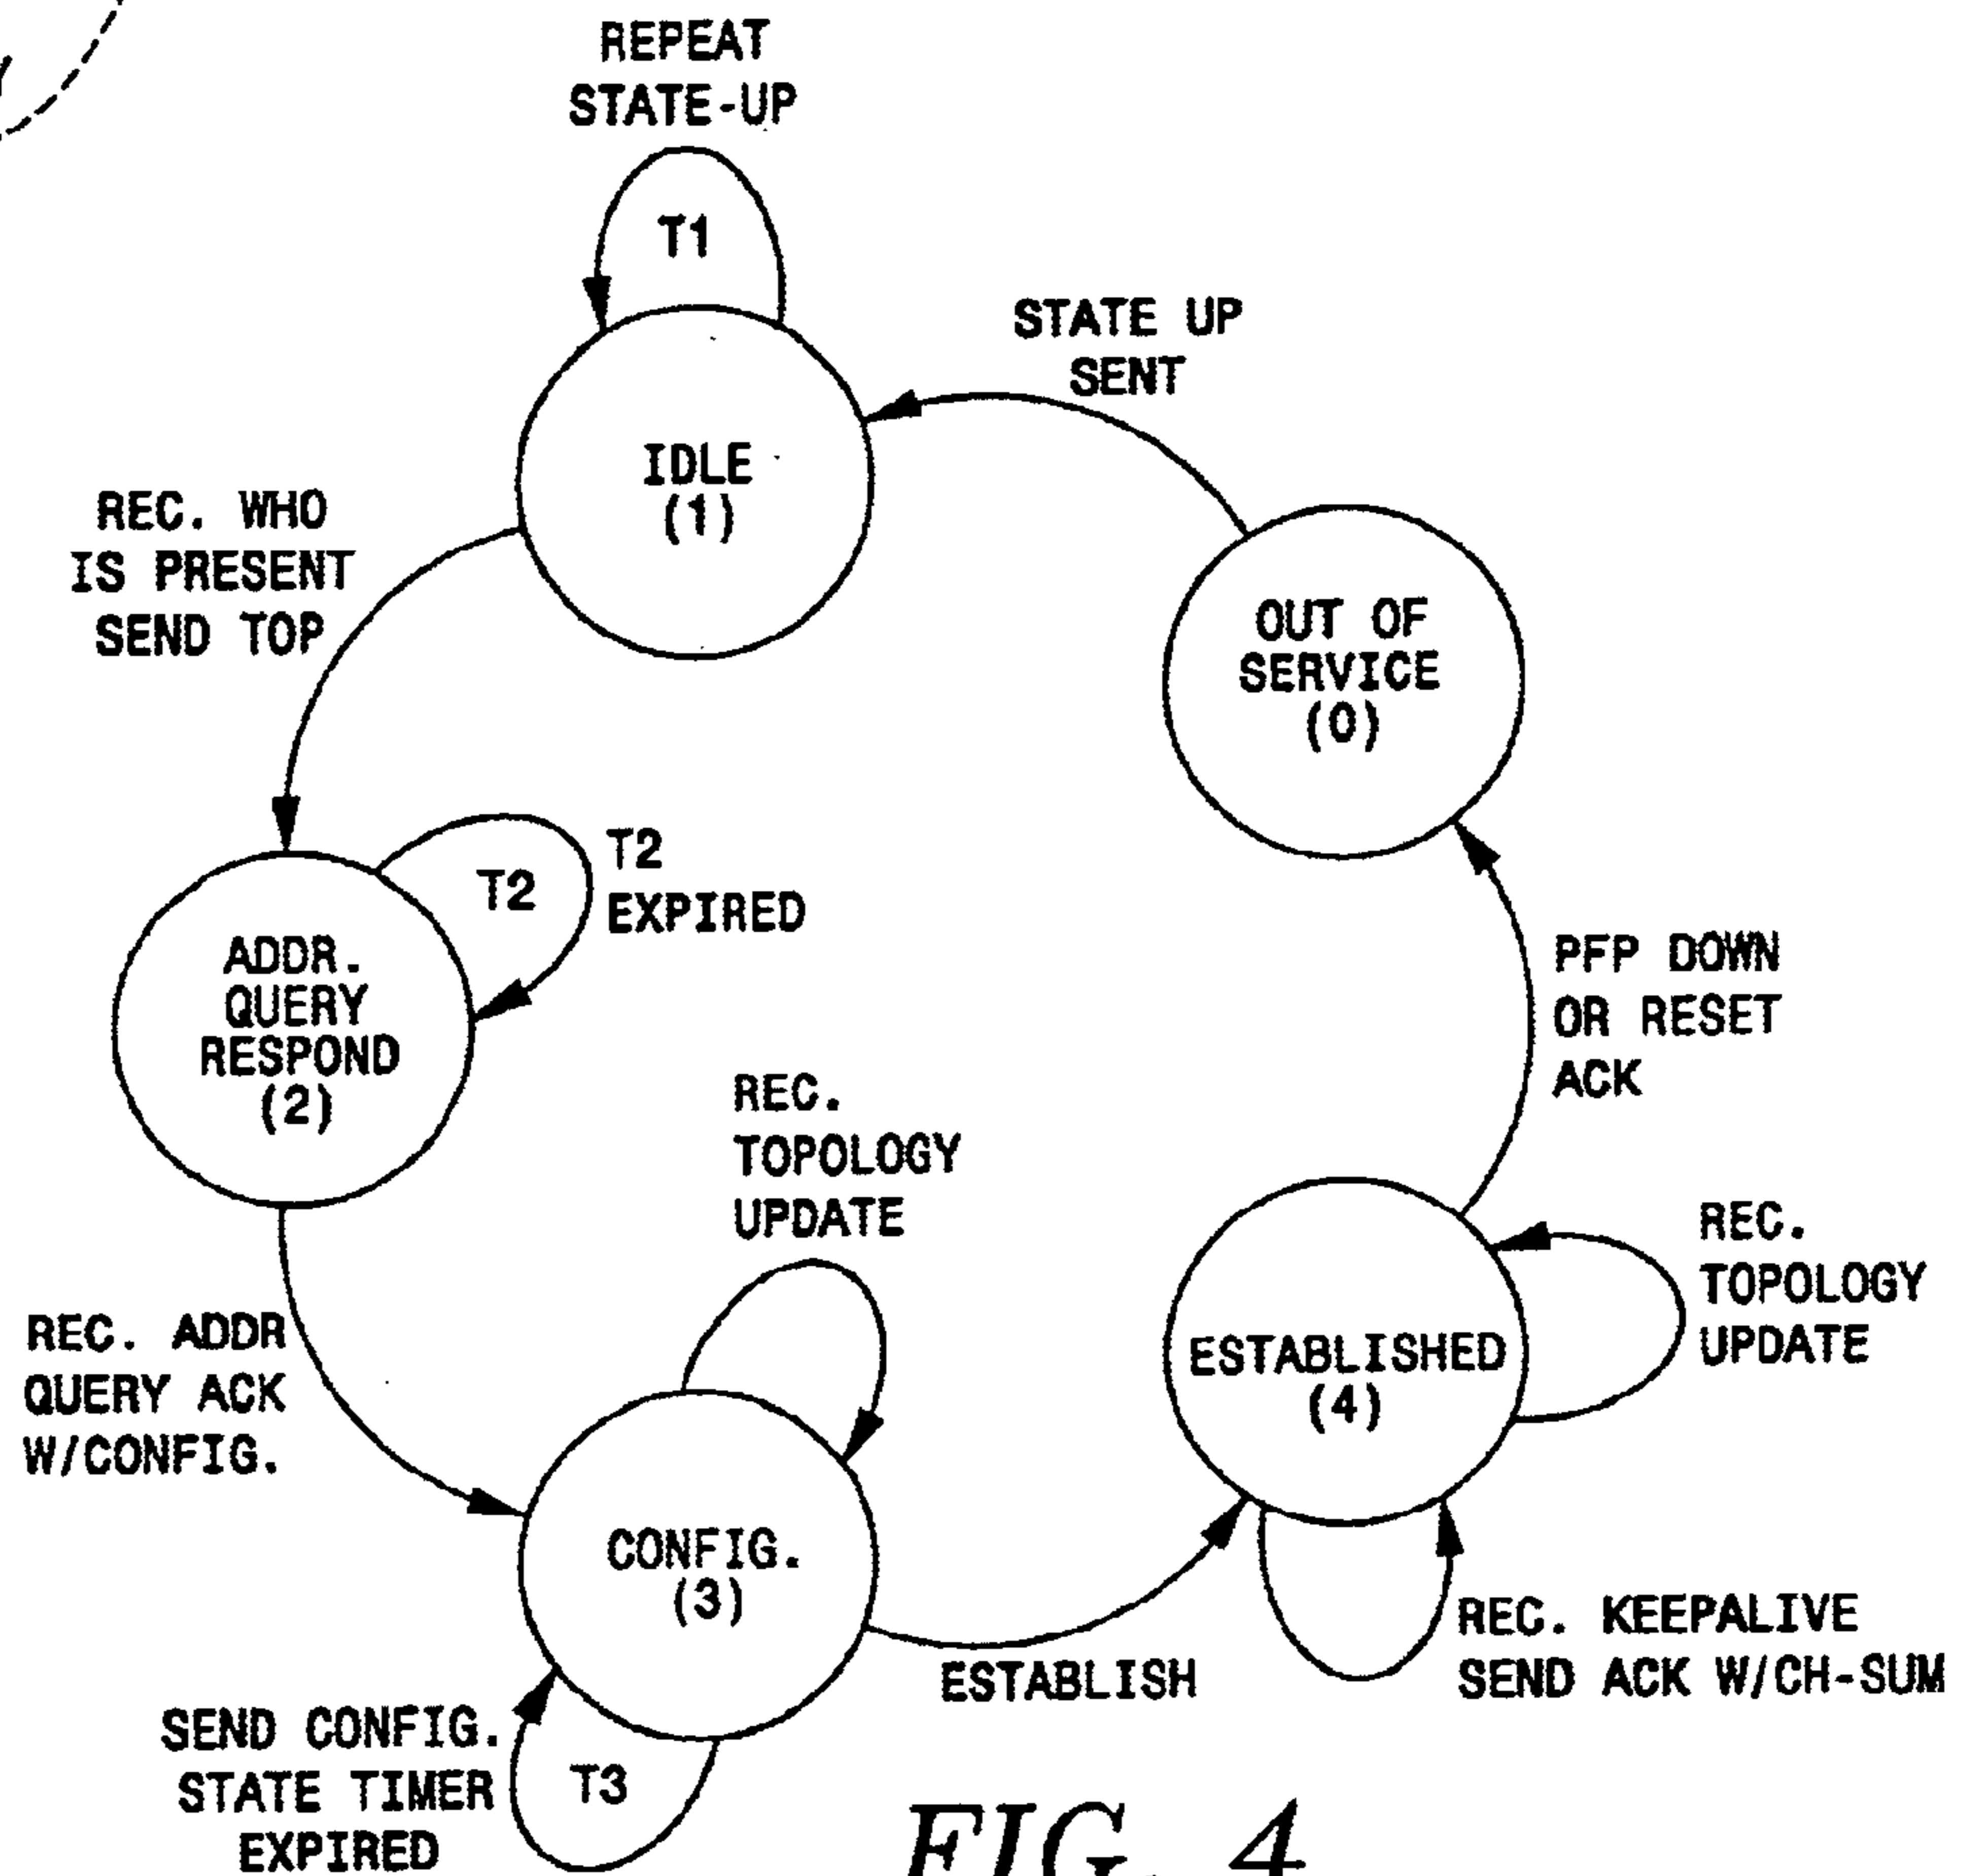 REPEAT
STATE-UP
T1
STATE UP
SENT
IDLE
(1)
REC. WHO
IS PRESENT
SEND TOP
OUT OF
SERVICE
(0)
T2
T2
EXPIRED
ADDR.
QUERY
RESPOND
(2)
PFP DOWN
OR RESET
ACK
REC.
TOPOLOGY
UPDATE
REC.
TOPOLOGY
UPDATE
REC. ADDR
QUERY ACK
W/CONFIG.
ESTABLISHED
(4)
CONFIG.
(3)
REC. KEEPALIVE
SEND ACK W/CH-SUM
ESTABLISH
SEND CONFIG.
STATE TIMER
EXPIRED
T3
FIG. 4